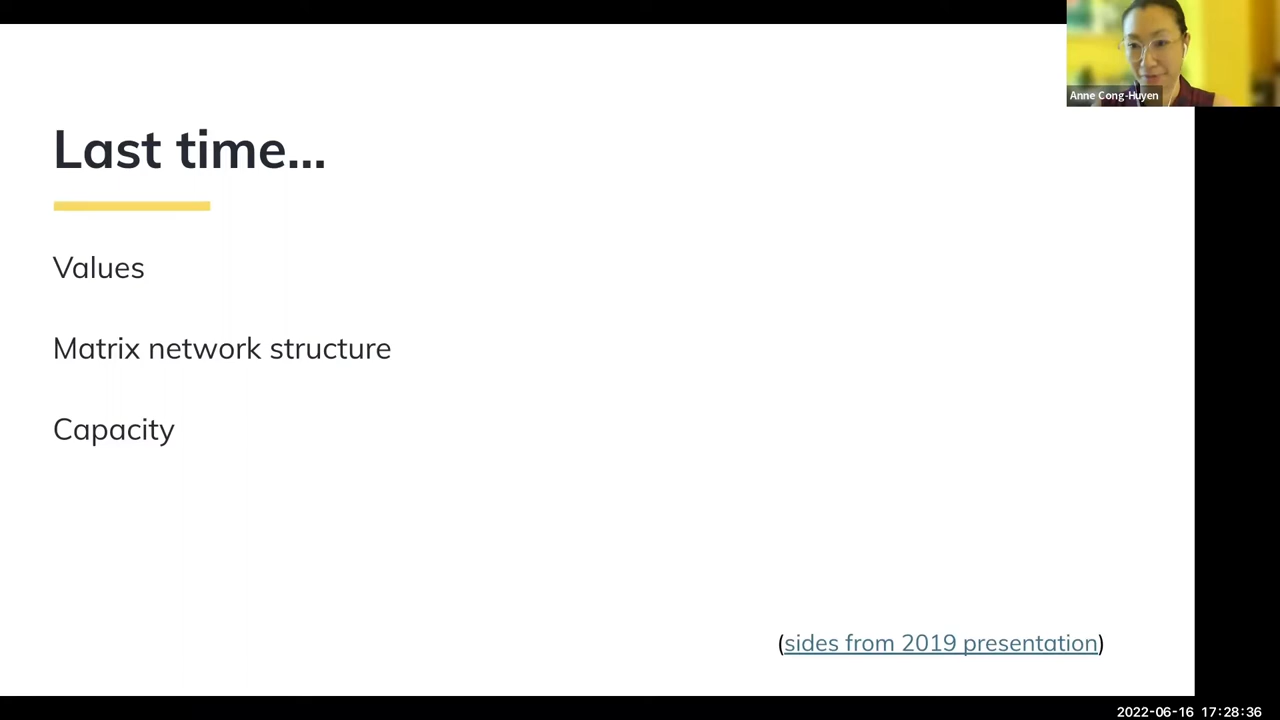 Anne Cong-Huyen
Last time...
Values
Matrix network structure
Capacity
(sides from 2019 presentation)
2022-06-16 17:28:36